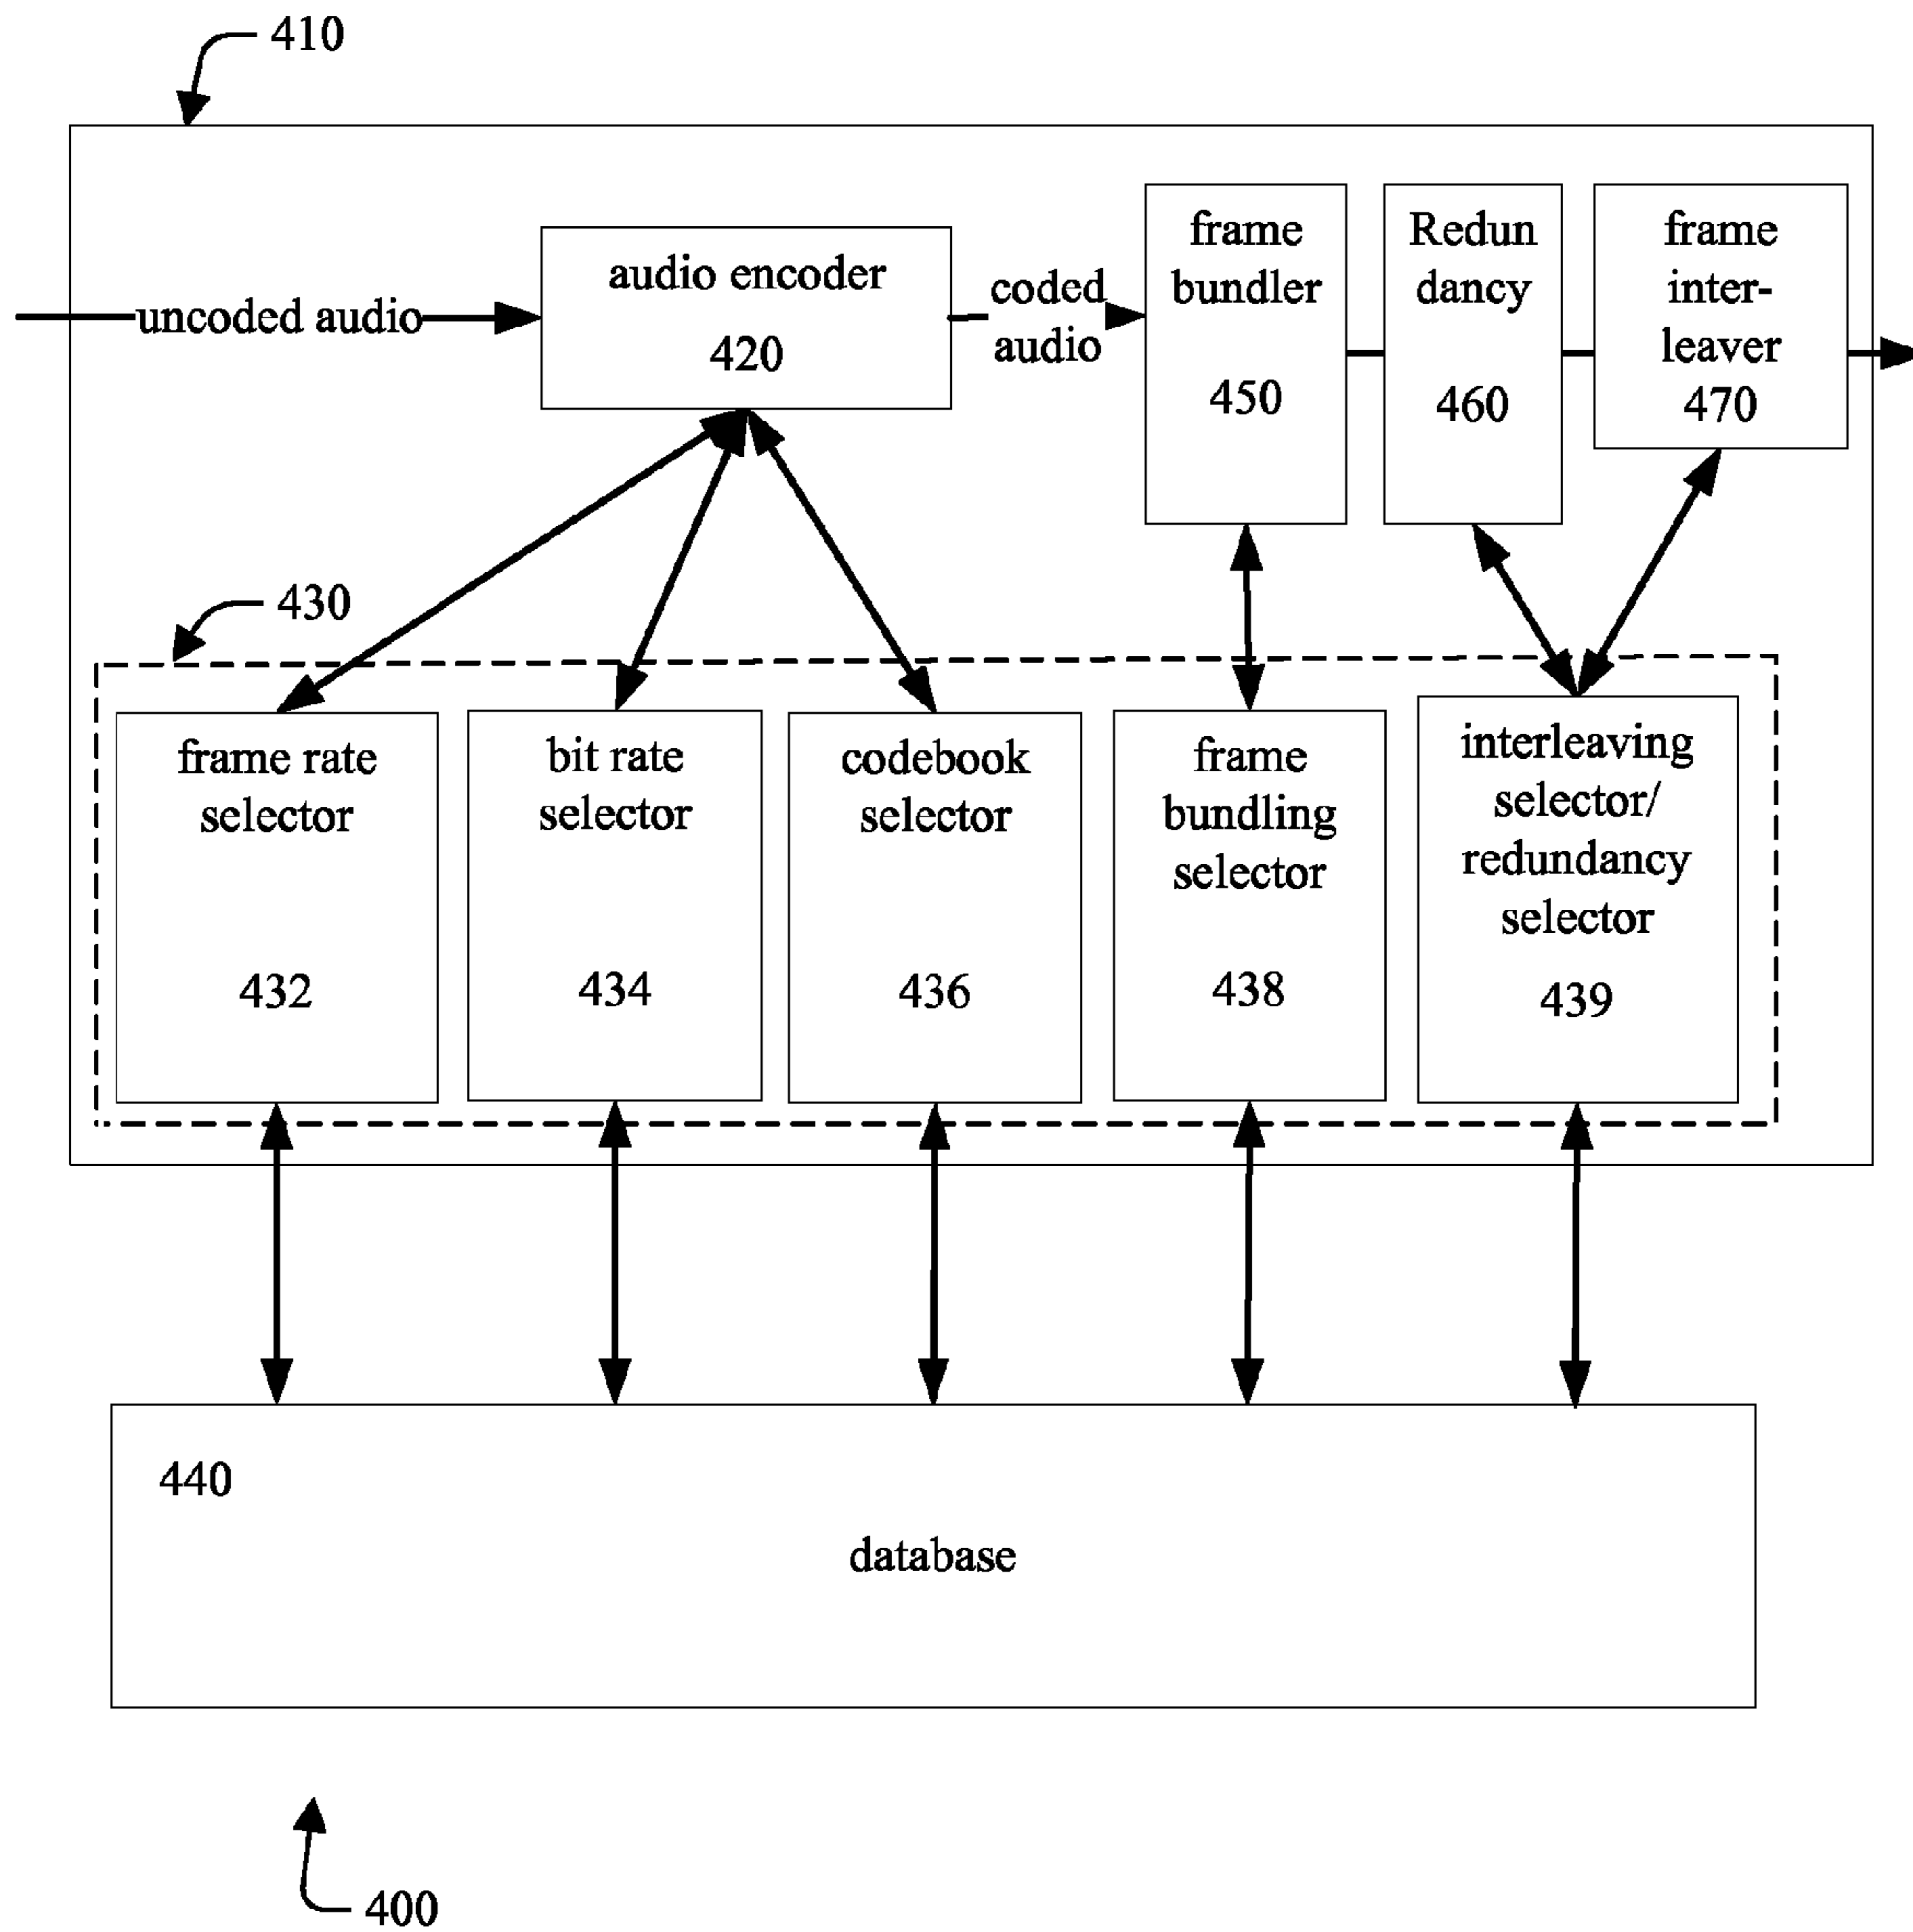 410
uncoded audio
audio encoder
420
coded
audio
frame
bundler
450
Redun
dancy
460
frame
inter-
leaver
470
430
frame rate
selector
432
bit rate
selector
434
codebook
selector
436
frame
bundling
selector
438
interleaving
selector/
redundancy
selector
439
440
database
400